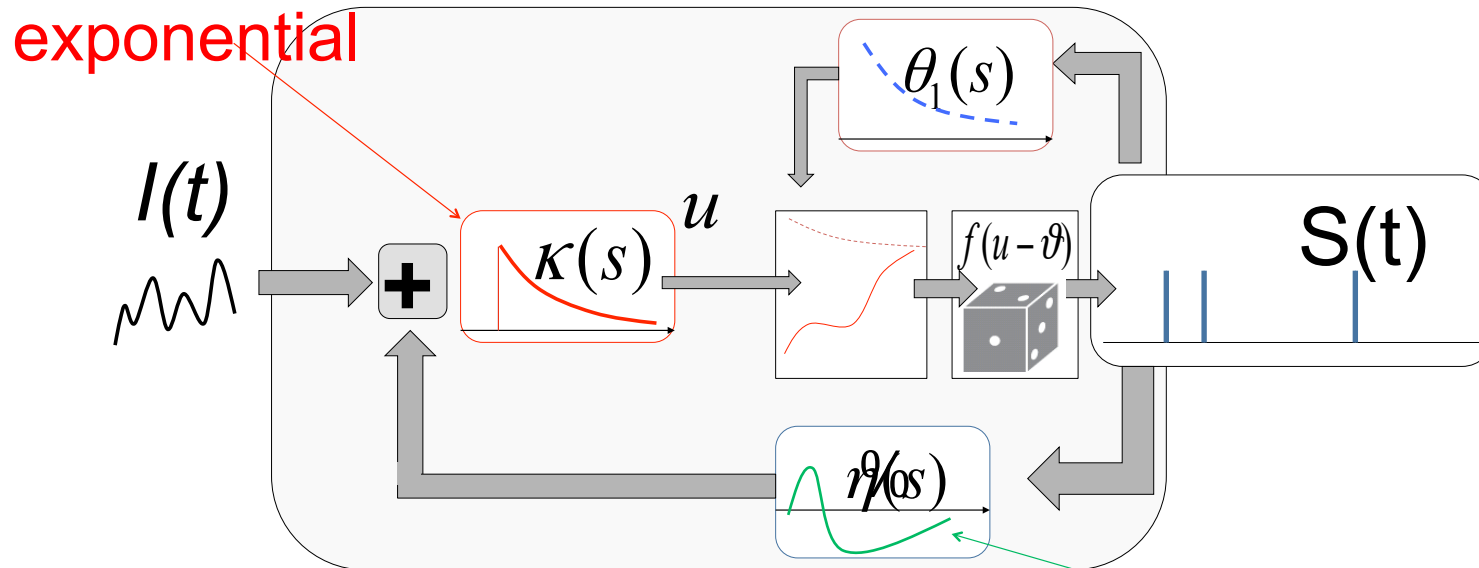 exponential
θ₁(s)
I(t)
u
S(t)
κ(s)
f(u − ϑ)
+